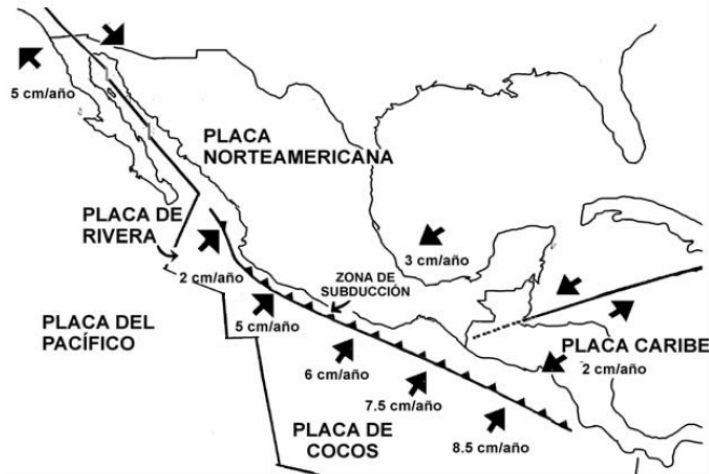 5 cm/año
PLACA
NORTEAMERICANA
PLACA DE
RIVERA
3 cm/año
2 cm/año
ZONA DE
SUBDUCCIÓN
5 cm/año
PLACA DEL
PACÍFICO
PLACA CARIBE
2 cm/año
6 cm/año
7.5 cm/año
PLACA DE
COCOS
8.5 cm/año